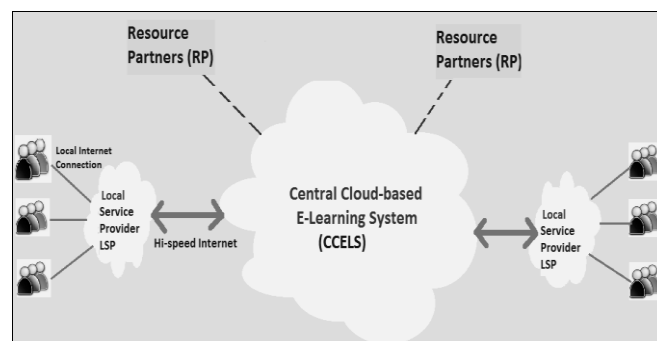 Resource
Partners (RP)
Resource
Partners (RP)
Local Internet
Connection
Local
Service
Provider
LSP
Hi-speed Internet
Central Cloud-based
E-Learning System
(CCELS)
Local
Service
Provider
LSP